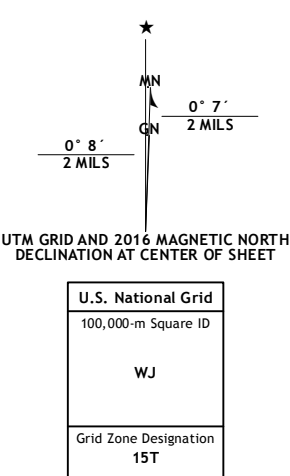 ★
MN
0° 7´
2 MILS
GN
0° 8´
2 MILS
UTM GRID AND 2016 MAGNETIC NORTH
DECLINATION AT CENTER OF SHEET
U.S. National Grid
100,000-m Square ID
WJ
Grid Zone Designation
15T